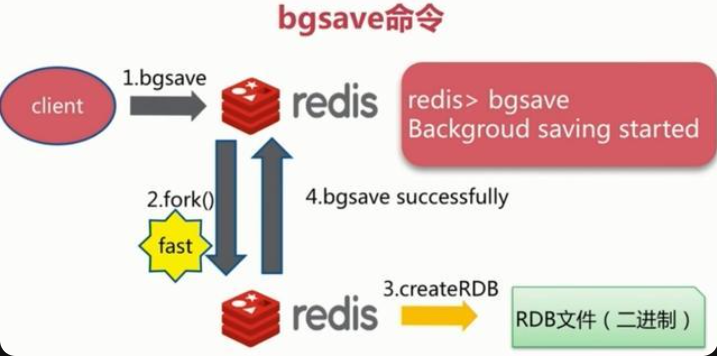 bgsave命令
1.bgsave
client
redis
redis> bgsave
Backgroud saving started
2.fork()
fast
4.bgsave successfully
redis
3.createRDB
RDB文件（二进制）